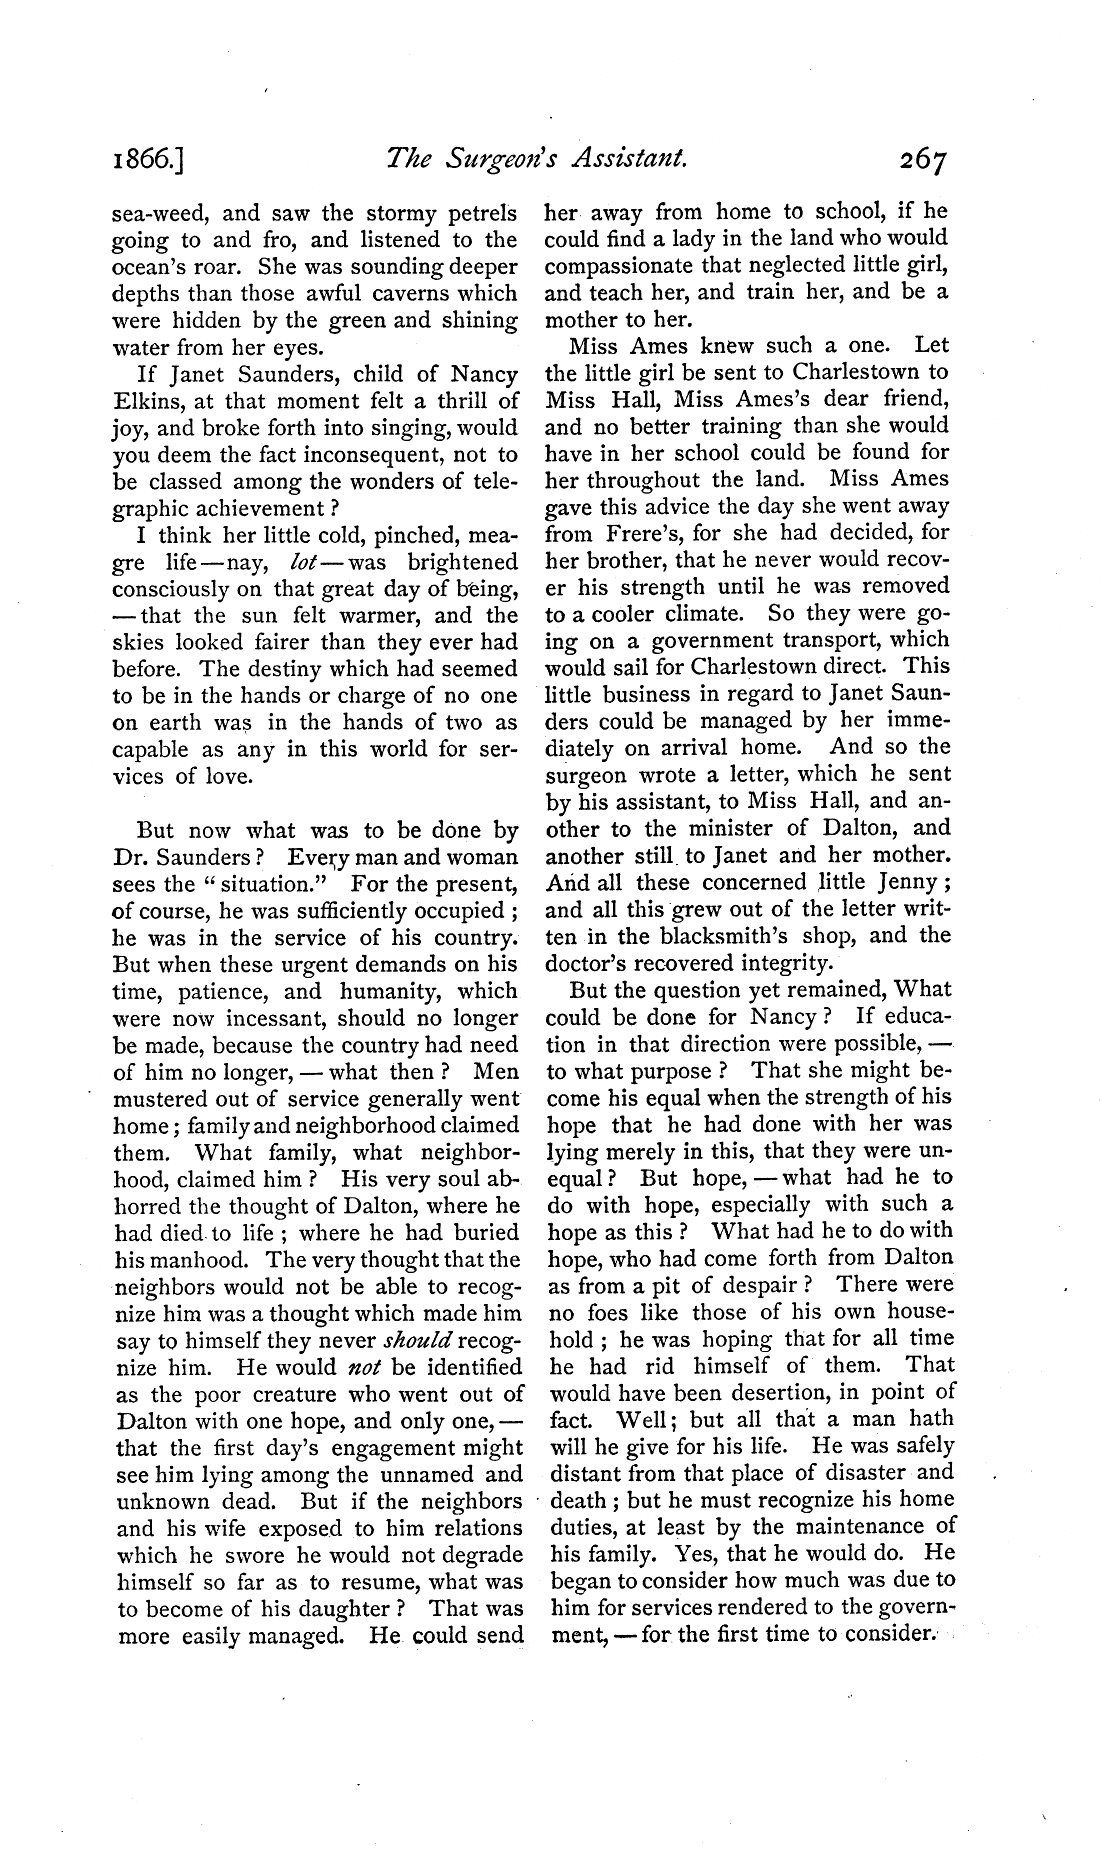 1866.] The Surgeon's Assistant. 267
sea-weed, and saw the stormy petrels
going to and fro, and listened to the
ocean's roar. She was sounding deeper
depths than those awful caverns which
were hidden by the green and shining
water from her eyes.
If Janet Saunders, child of Nancy
Elkins, at that moment felt a thrill of
joy, and broke forth into singing, would
you deem the fact inconsequent, not to
be classed among the wonders of tele-
graphic achievement ?
I think her little cold, pinched, mea-
gre life—nay, lot—was brightened
consciously on that great day of being,
—that the sun felt warmer, and the
skies looked fairer than they ever had
before. The destiny which had seemed
to be in the hands or charge of no one
on earth was in the hands of two as
capable as any in this world for ser-
vices of love.
But now what was to be done by
Dr. Saunders ? Every man and woman
sees the “ situation.” For the present,
of course, he was sufficiently occupied ;
he was in the service of his country.
But when these urgent demands on his
time, patience, and humanity, which
were now incessant, should no longer
be made, because the country had need
of him no longer, — what then ? Men
mustered out of service generally went
home ; family and neighborhood claimed
them. What family, what neighbor-
hood, claimed him ? His very soul ab-
horred the thought of Dalton, where he
had died to life ; where he had buried
his manhood. The very thought that the
neighbors would not be able to recog-
nize him was a thought which made him
say to himself they never should recog-
nize him. He would not be identified
as the poor creature who went out of
Dalton with one hope, and only one, —
that the first day's engagement might
see him lying among the unnamed and
unknown dead. But if the neighbors
and his wife exposed to him relations
which he swore he would not degrade
himself so far as to resume, what was
to become of his daughter ? That was
more easily managed. He could send
her away from home to school, if he
could find a lady in the land who would
compassionate that neglected little girl,
and teach her, and train her, and be a
mother to her.
Miss Ames knew such a one. Let
the little girl be sent to Charlestown to
Miss Hall, Miss Ames's dear friend,
and no better training than she would
have in her school could be found for
her throughout the land. Miss Ames
gave this advice the day she went away
from Frere's, for she had decided, for
her brother, that he never would recov-
er his strength until he was removed
to a cooler climate. So they were go-
ing on a government transport, which
would sail for Charlestown direct. This
little business in regard to Janet Saun-
ders could be managed by her imme-
diately on arrival home. And so the
surgeon wrote a letter, which he sent
by his assistant, to Miss Hall, and an-
other to the minister of Dalton, and
another still to Janet and her mother.
And all these concerned little Jenny ;
and all this grew out of the letter writ-
ten in the blacksmith's shop, and the
doctor's recovered integrity.
But the question yet remained, What
could be done for Nancy ? If educa-
tion in that direction were possible, —
to what purpose ? That she might be-
come his equal when the strength of his
hope that he had done with her was
lying merely in this, that they were un-
equal ? But hope, — what had he to
do with hope, especially with such a
hope as this ? What had he to do with
hope, who had come forth from Dalton
as from a pit of despair ? There were
no foes like those of his own house-
hold ; he was hoping that for all time
he had rid himself of them. That
would have been desertion, in point of
fact. Well ; but all that a man hath
will he give for his life. He was safely
distant from that place of disaster and
death ; but he must recognize his home
duties, at least by the maintenance of
his family. Yes, that he would do. He
began to consider how much was due to
him for services rendered to the govern-
ment, — for the first time to consider.